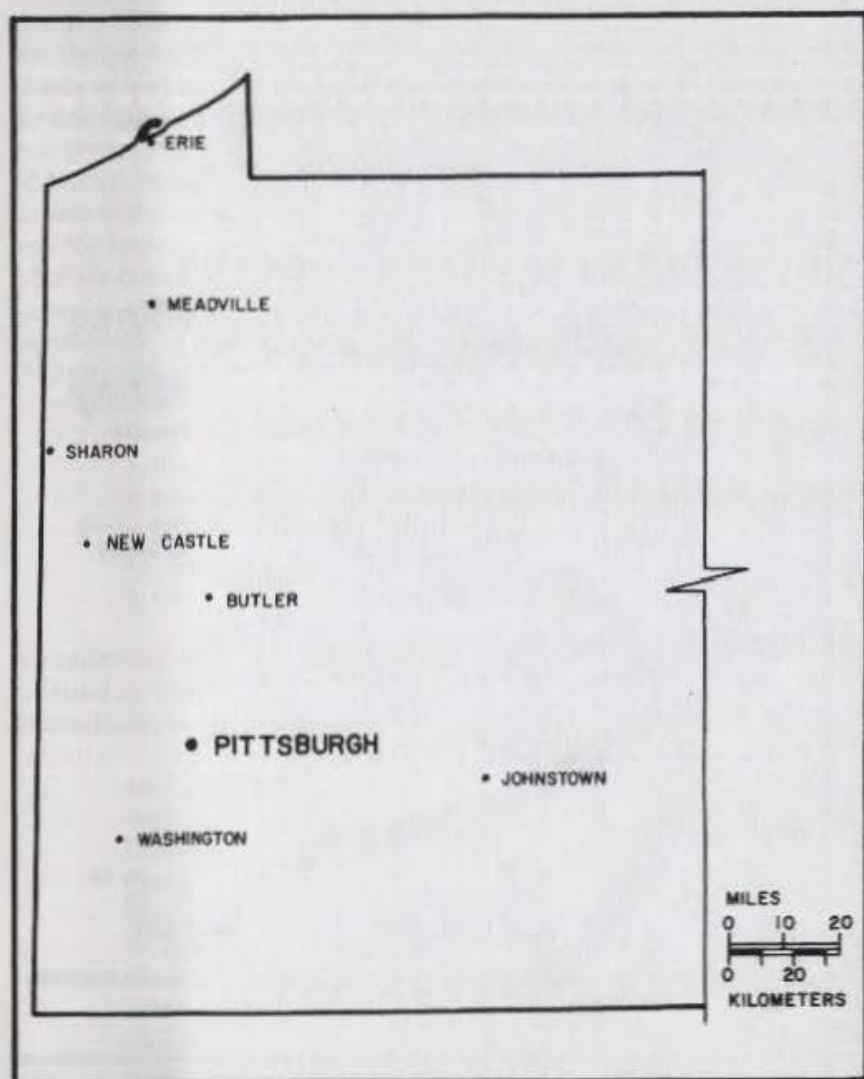 ERIE
MEADVILLE
SHARON
NEW CASTLE
BUTLER
PITTSBURGH
JOHNSTOWN
WASHINGTON
MILES
0 10 20
0 20
KILOMETERS